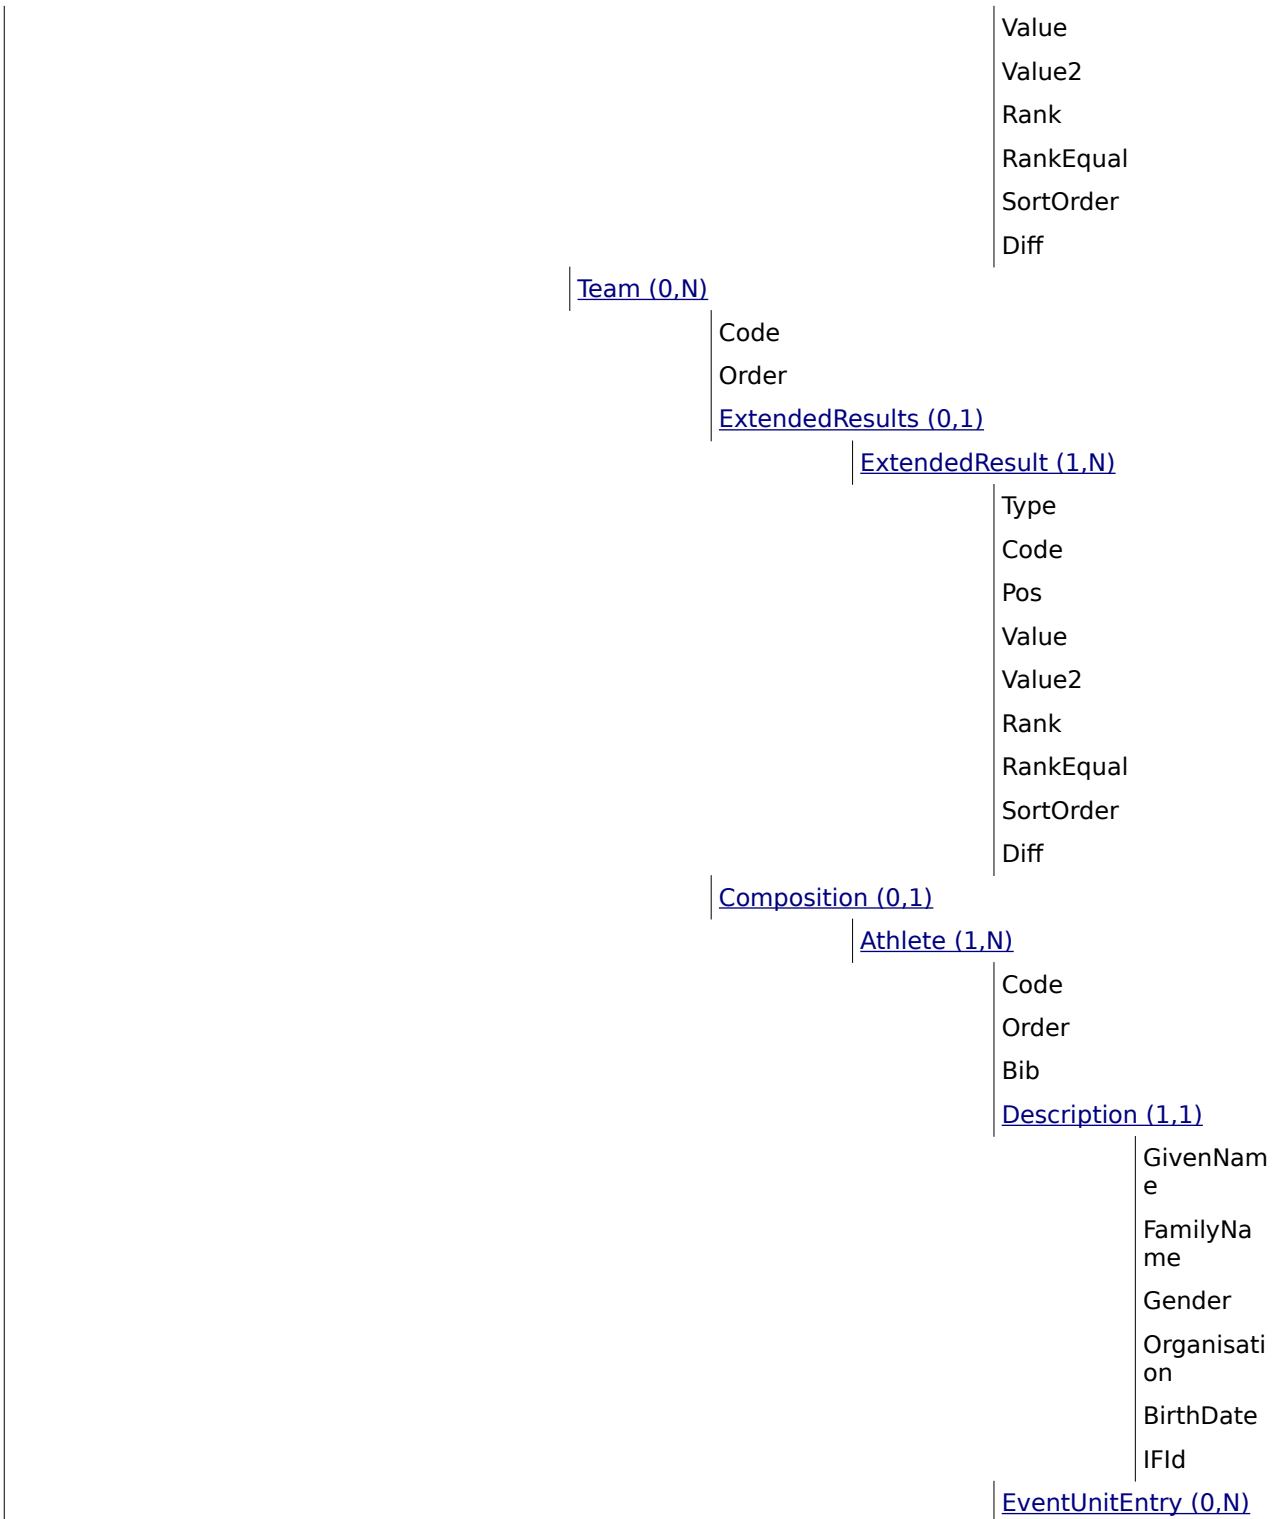 Value
Value2
Rank
RankEqual
SortOrder
Diff
Team (0,N)
Code
Order
ExtendedResults (0,1)
ExtendedResult (1,N)
Type
Code
Pos
Value
Value2
Rank
RankEqual
SortOrder
Diff
Composition (0,1)
Athlete (1,N)
Code
Order
Bib
Description (1,1)
GivenNam
e
FamilyNa
me
Gender
Organisati
on
BirthDate
IFId
EventUnitEntry (0,N)